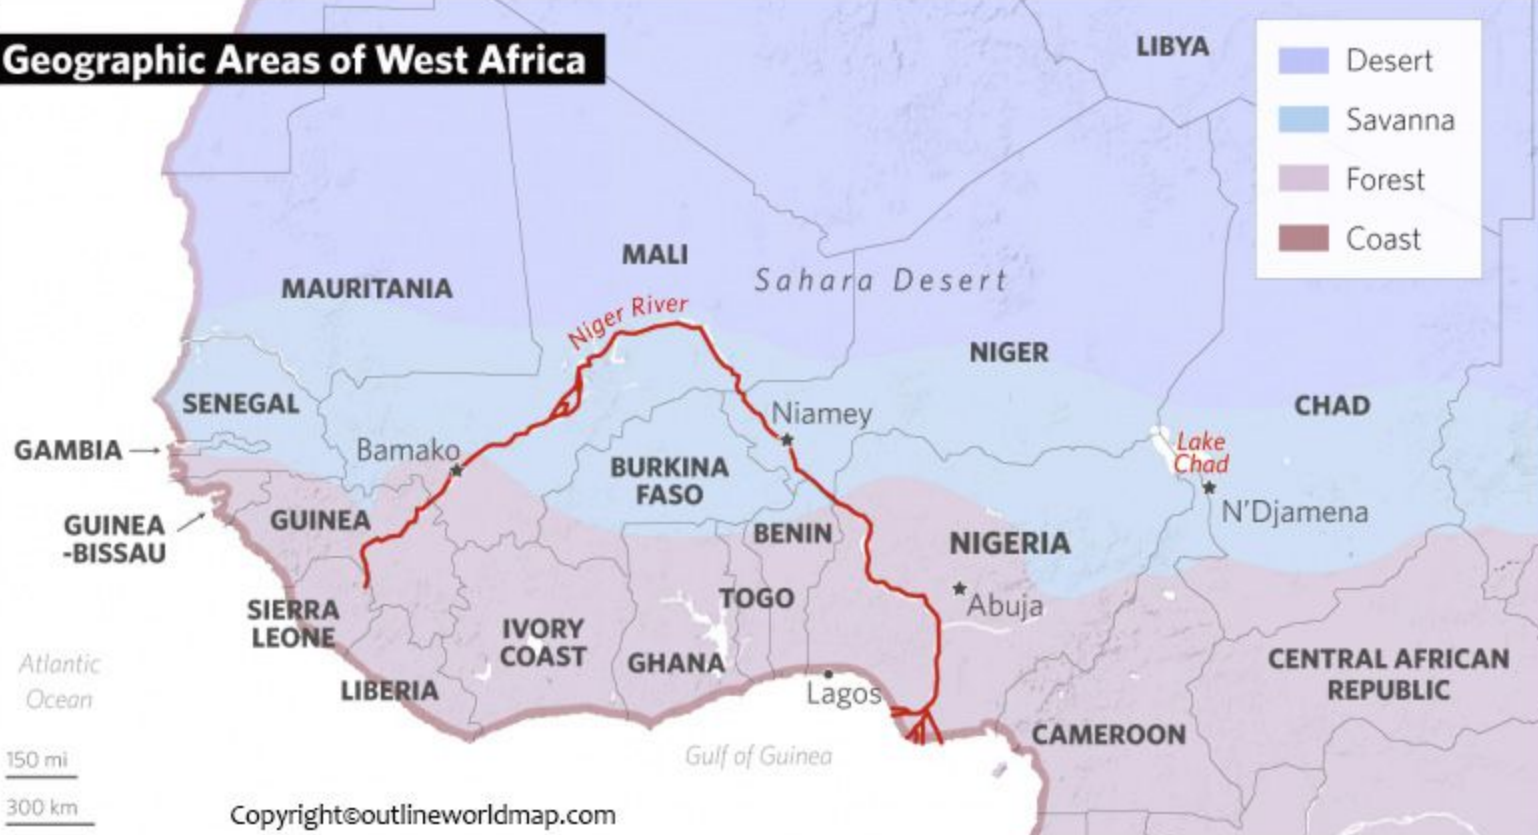 Geographic Areas of West Africa
LIBYA
Desert
Savanna
Forest
Coast
MALI
Sahara Desert
MAURITANIA
Niger River
NIGER
SENEGAL
CHAD
Niamey
GAMBIA
Bamako
Lake
Chad
BURKINA
FASO
N'Djamena
GUINEA
-BISSAU
GUINEA
BENIN
NIGERIA
SIERRA
LEONE
TOGO
Abuja
IVORY
COAST
GHANA
Atlantic
Ocean
LIBERIA
Lagos
CENTRAL AFRICAN
REPUBLIC
CAMEROON
Gulf of Guinea
150 mi
300 km
Copyright©outlineworldmap.com